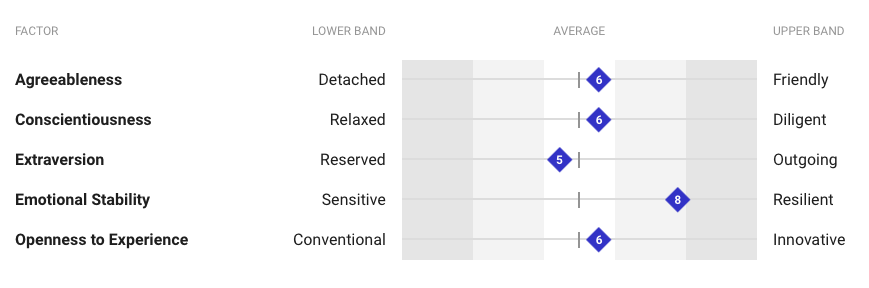 FACTOR LOWER BAND AVERAGE UPPER BAND
Agreeableness Detached 6 Friendly
Conscientiousness Relaxed 6 Diligent
Extraversion Reserved 5 Outgoing
Emotional Stability Sensitive 8 Resilient
Openness to Experience Conventional 6 Innovative